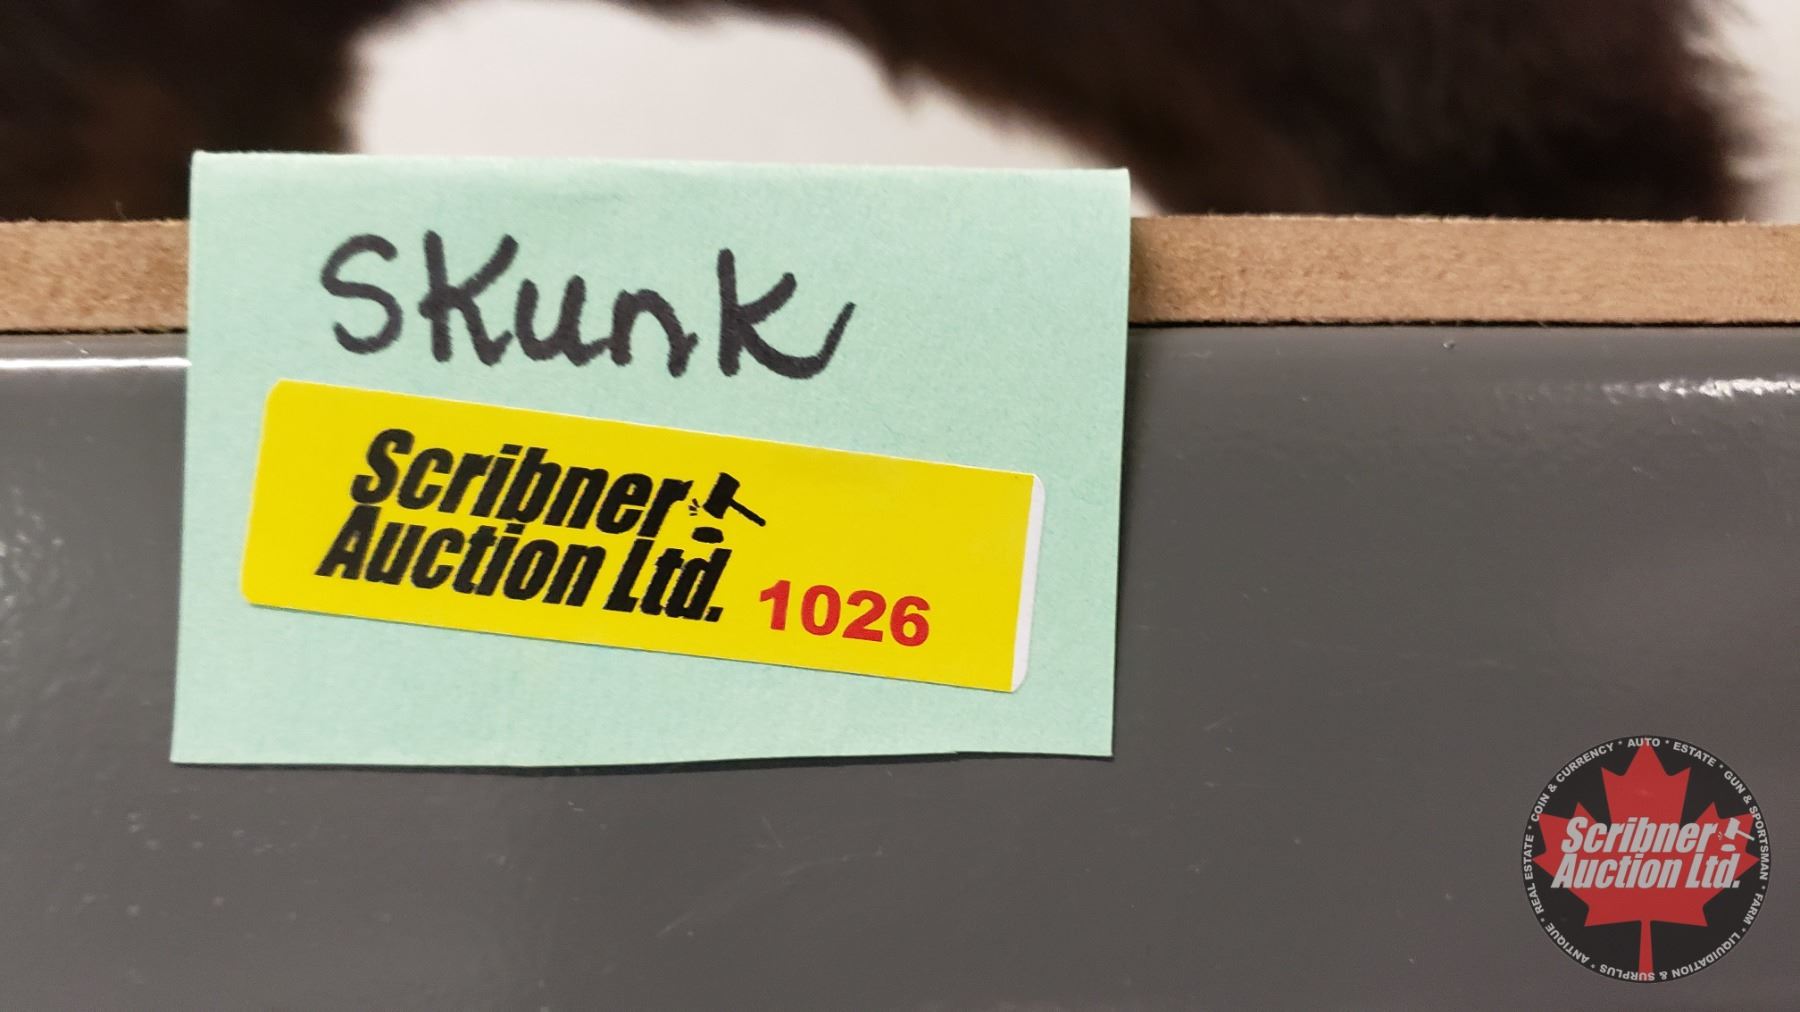 Skunk
Scribner
Auction Ltd.
1026
COIN & CURRENCY * AUTO * ESTATE * GUN & SPORTSMAN * FARM * LIQUIDATION & SURPLUS * ANTIQUE * REAL ESTATE *
Scribner
Auction Ltd.